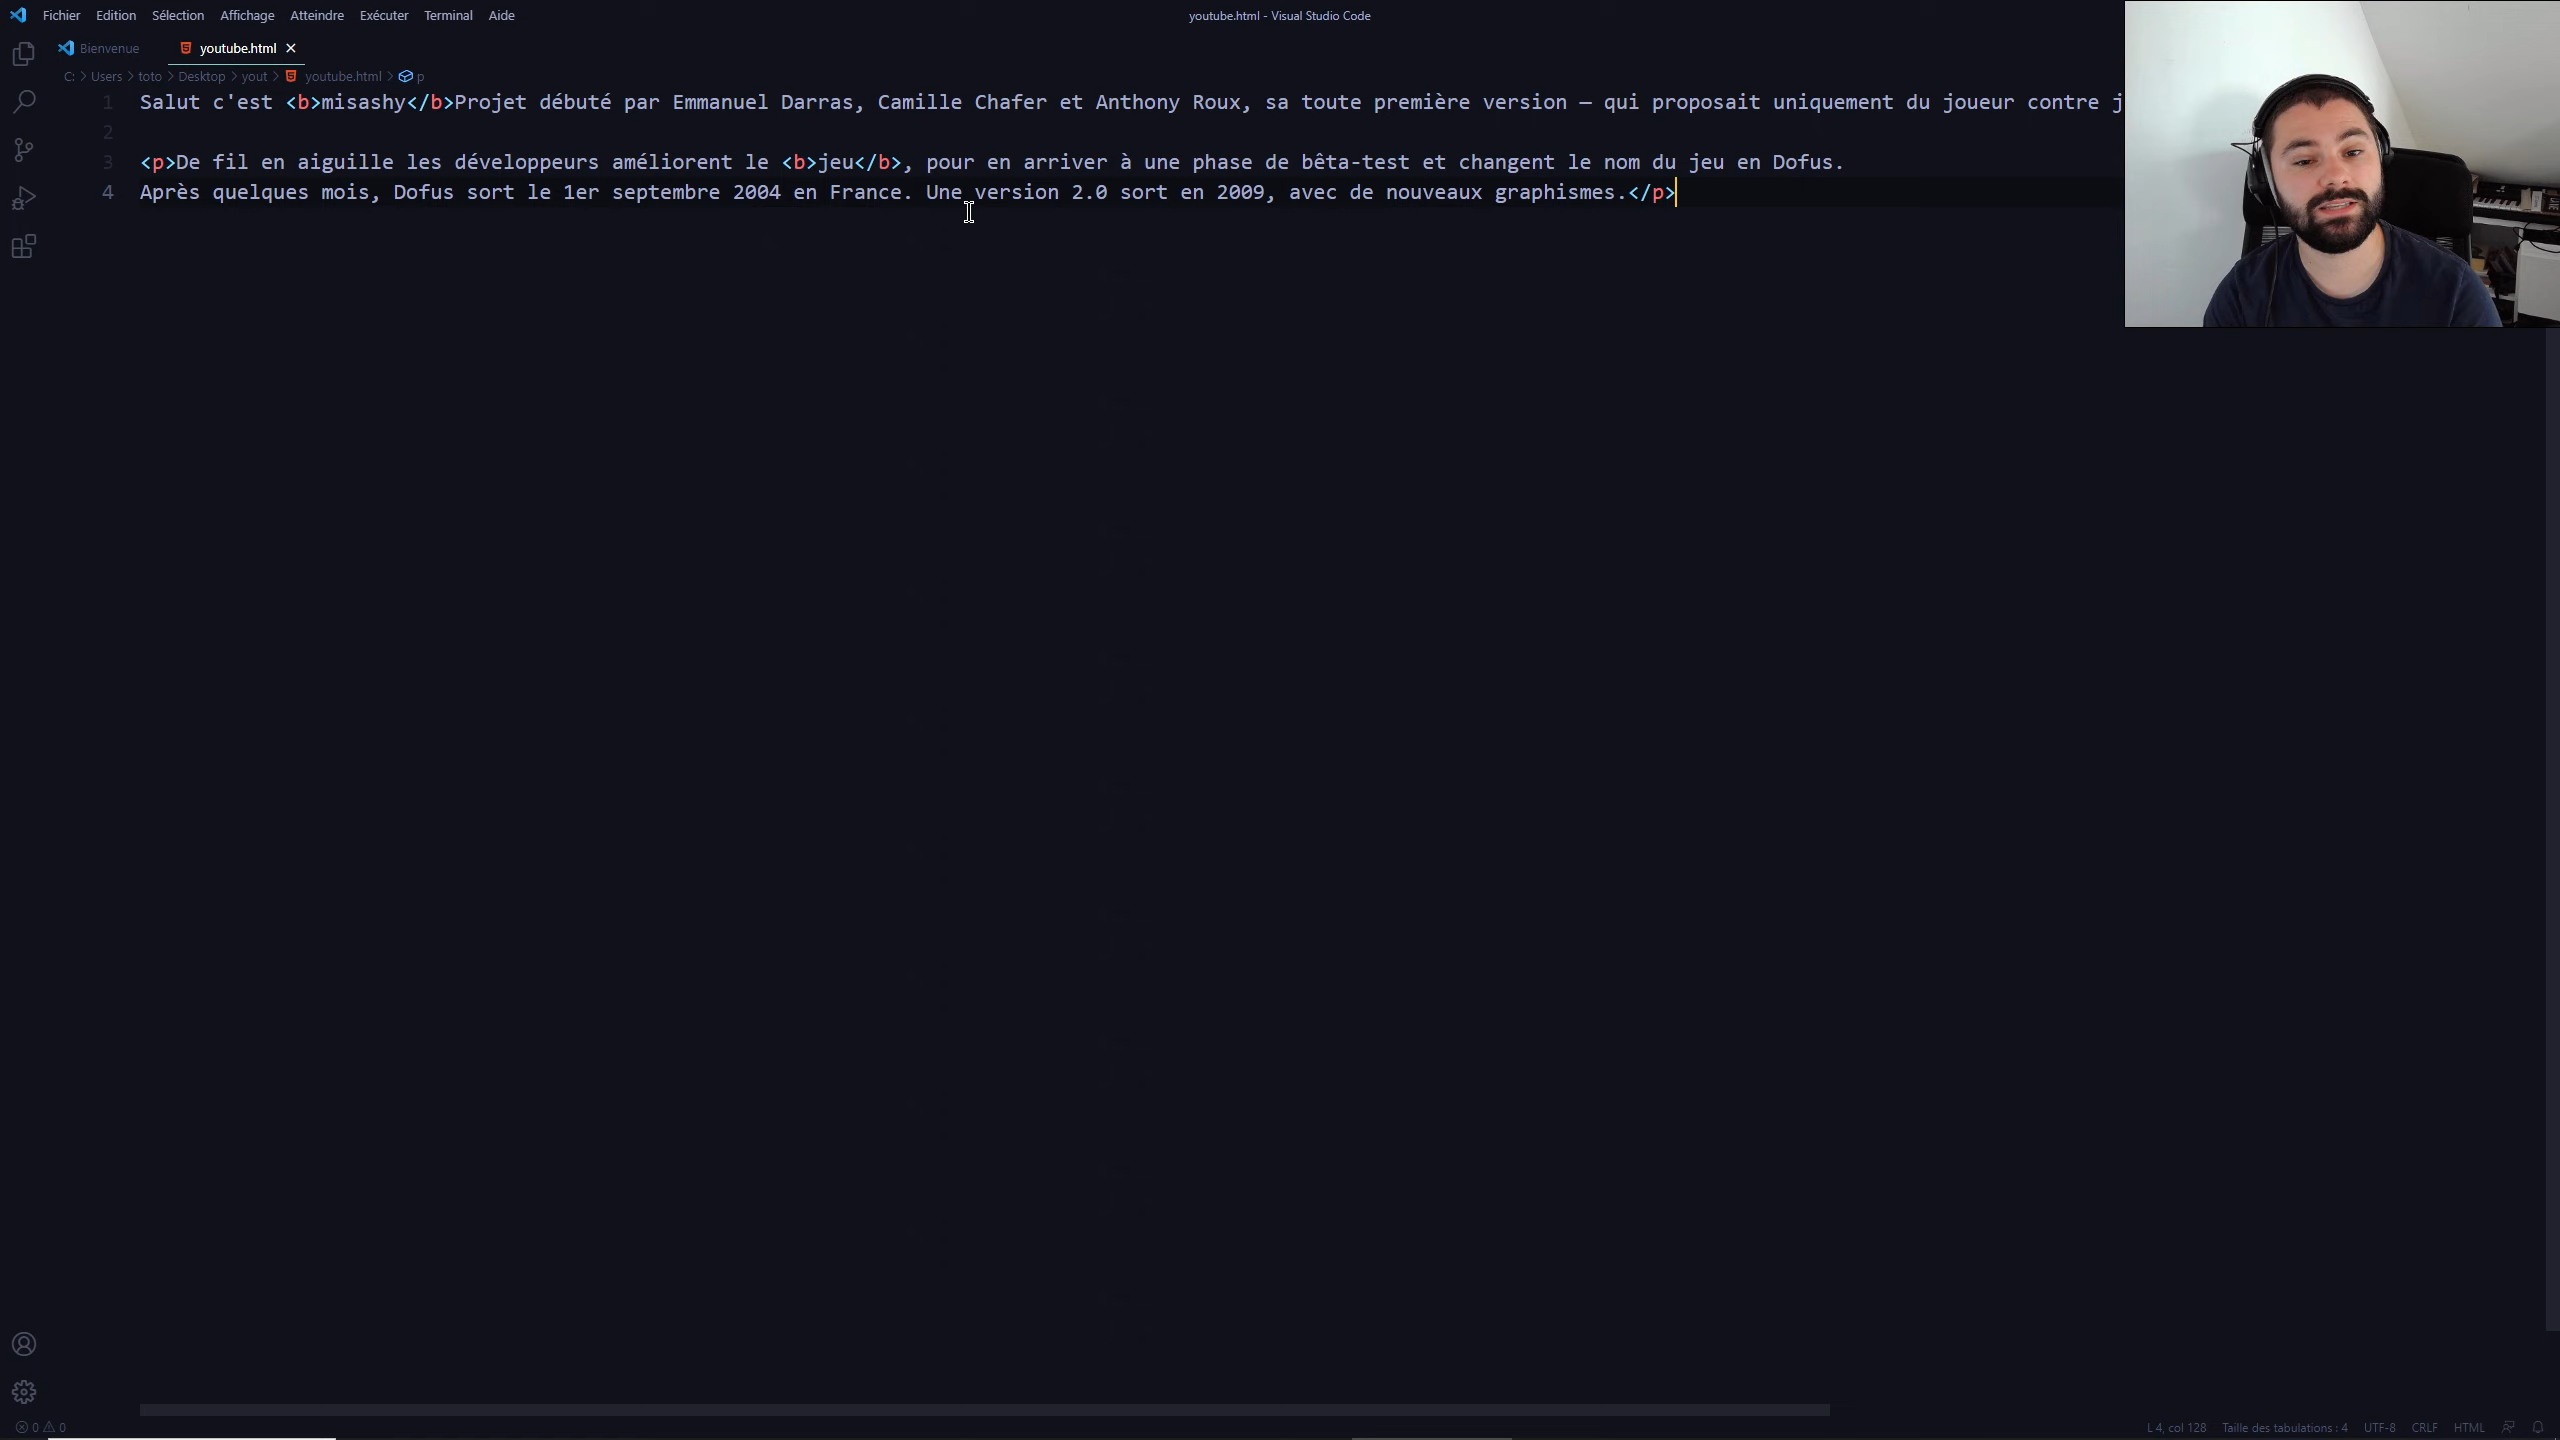 Fichier Edition Sélection Affichage Atteindre Exécuter Terminal Aide
youtube.html - Visual Studio Code
Bienvenue youtube.html
C: > Users > toto > Desktop > yout > youtube.html > p
1 Salut c'est <b>misashy</b>Projet débuté par Emmanuel Darras, Camille Chafer et Anthony Roux, sa toute première version — qui proposait uniquement du joueur contre j
2
3 <p>De fil en aiguille les développeurs améliorent le <b>jeu</b>, pour en arriver à une phase de bêta-test et changent le nom du jeu en Dofus.
4 Après quelques mois, Dofus sort le 1er septembre 2004 en France. Une version 2.0 sort en 2009, avec de nouveaux graphismes.</p>
0 0
L 4, col 128 Taille des tabulations : 4 UTF-8 CRLF HTML